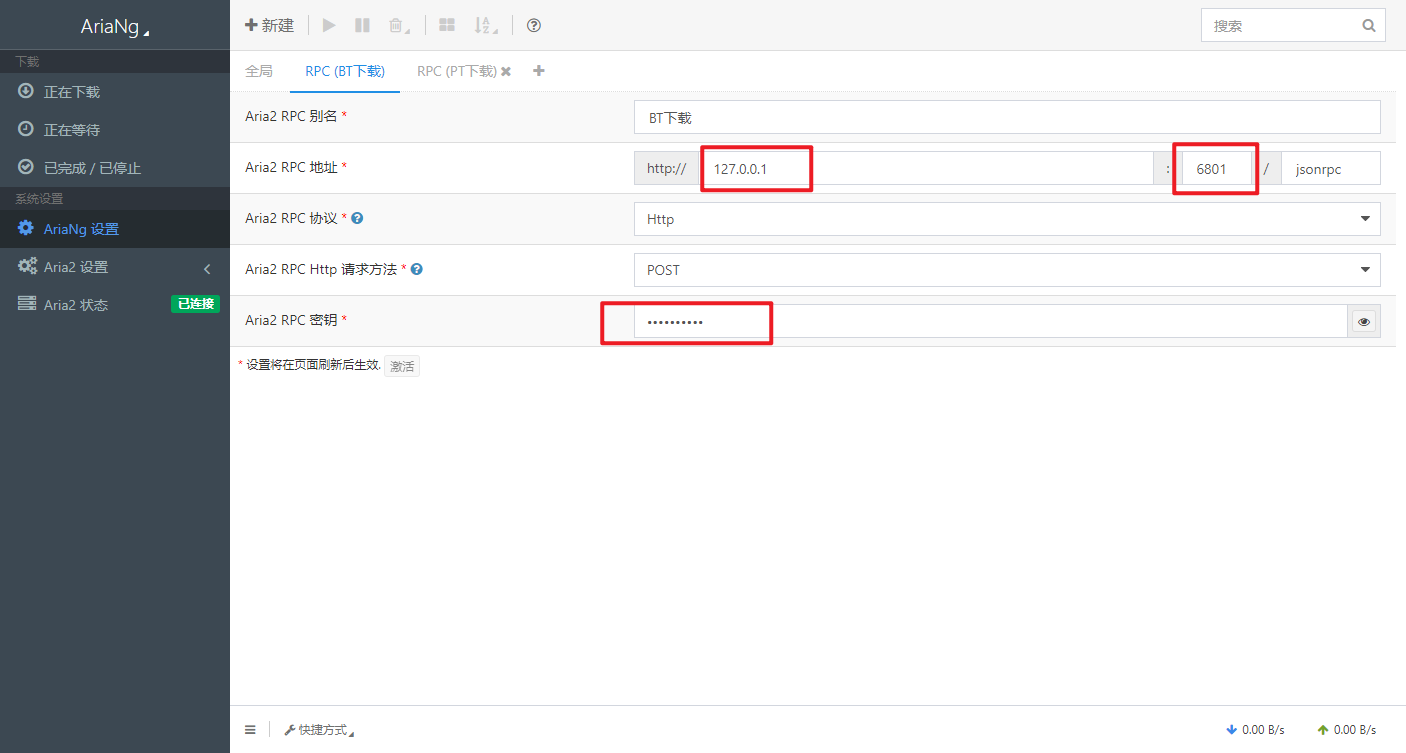 AriaNg
新建
搜索
下载
正在下载
正在等待
已完成 / 已停止
系统设置
AriaNg 设置
Aria2 设置
Aria2 状态 已连接
全局 RPC (BT下载) RPC (PT下载)
Aria2 RPC 别名 * BT下载
Aria2 RPC 地址 * http:// 127.0.0.1 : 6801 / jsonrpc
Aria2 RPC 协议 * Http
Aria2 RPC Http 请求方法 * POST
Aria2 RPC 密钥 * ••••••••••
* 设置将在页面刷新后生效. 激活
快捷方式 0.00 B/s 0.00 B/s